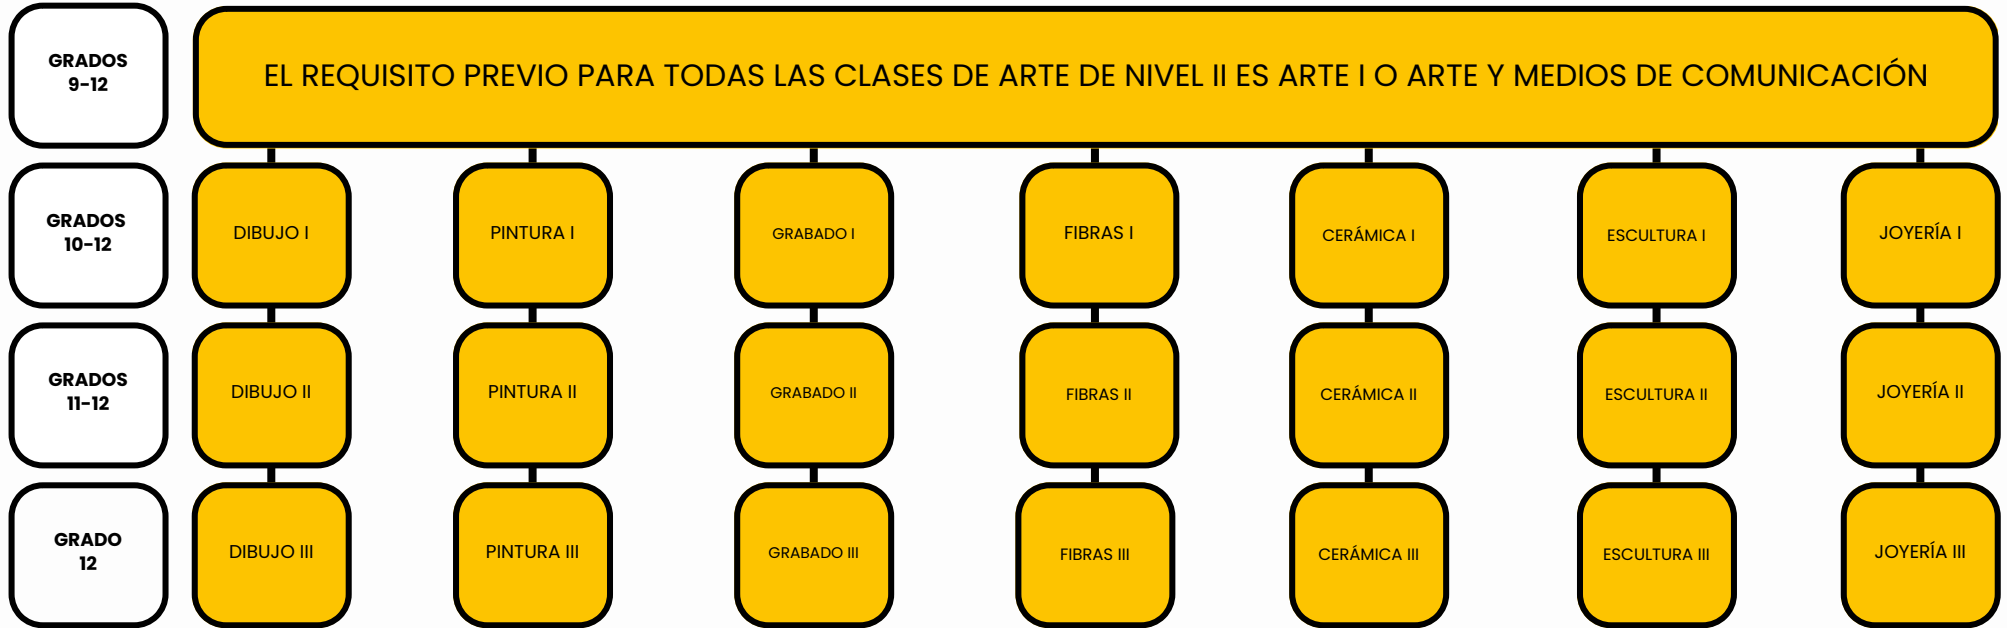 GRADOS
9-12
EL REQUISITO PREVIO PARA TODAS LAS CLASES DE ARTE DE NIVEL II ES ARTE I O ARTE Y MEDIOS DE COMUNICACIÓN
GRADOS
10-12
DIBUJO I
PINTURA I
GRABADO I
FIBRAS I
CERÁMICA I
ESCULTURA I
JOYERÍA I
GRADOS
11-12
DIBUJO II
PINTURA II
GRABADO II
FIBRAS II
CERÁMICA II
ESCULTURA II
JOYERÍA II
GRADO
12
DIBUJO III
PINTURA III
GRABADO III
FIBRAS III
CERÁMICA III
ESCULTURA III
JOYERÍA III